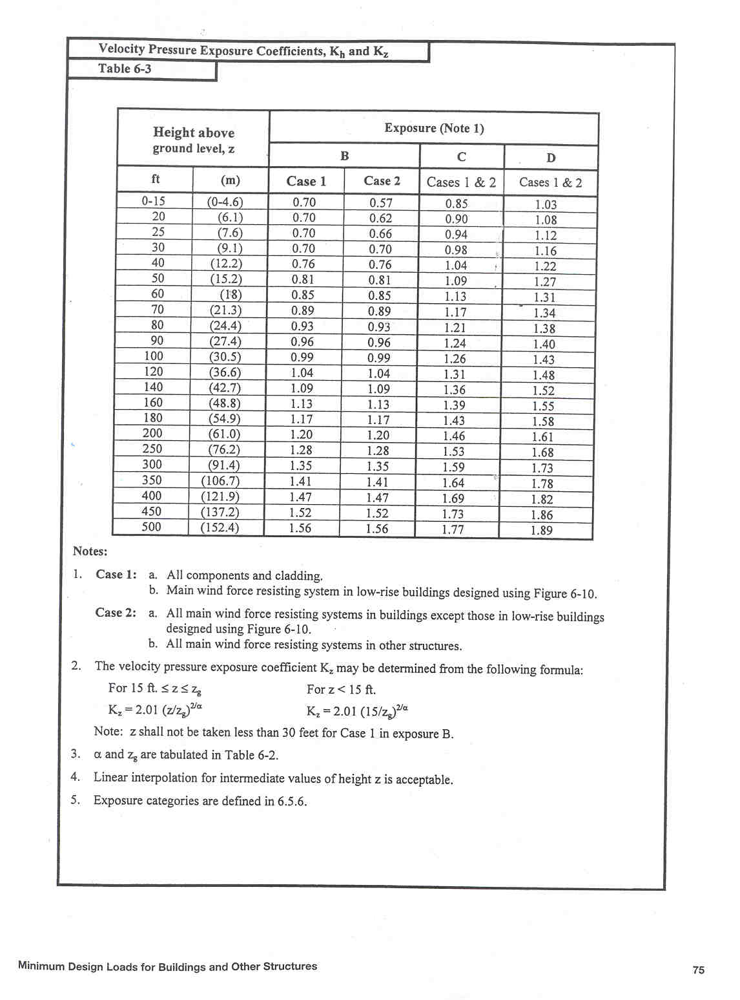 Velocity Pressure Exposure Coefficients, Kh and Kz
Table 6-3
Height above ground level, z
Exposure (Note 1)
B C D
ft (m) Case 1 Case 2 Cases 1 & 2 Cases 1 & 2
0-15 (0-4.6) 0.70 0.57 0.85 1.03
20 (6.1) 0.70 0.62 0.90 1.08
25 (7.6) 0.70 0.66 0.94 1.12
30 (9.1) 0.70 0.70 0.98 1.16
40 (12.2) 0.76 0.76 1.04 1.22
50 (15.2) 0.81 0.81 1.09 1.27
60 (18) 0.85 0.85 1.13 1.31
70 (21.3) 0.89 0.89 1.17 1.34
80 (24.4) 0.93 0.93 1.21 1.38
90 (27.4) 0.96 0.96 1.24 1.40
100 (30.5) 0.99 0.99 1.26 1.43
120 (36.6) 1.04 1.04 1.31 1.48
140 (42.7) 1.09 1.09 1.36 1.52
160 (48.8) 1.13 1.13 1.39 1.55
180 (54.9) 1.17 1.17 1.43 1.58
200 (61.0) 1.20 1.20 1.46 1.61
250 (76.2) 1.28 1.28 1.53 1.68
300 (91.4) 1.35 1.35 1.59 1.73
350 (106.7) 1.41 1.41 1.64 1.78
400 (121.9) 1.47 1.47 1.69 1.82
450 (137.2) 1.52 1.52 1.73 1.86
500 (152.4) 1.56 1.56 1.77 1.89
Notes:
1. Case 1: a. All components and cladding.
b. Main wind force resisting system in low-rise buildings designed using Figure 6-10.
Case 2: a. All main wind force resisting systems in buildings except those in low-rise buildings
designed using Figure 6-10.
b. All main wind force resisting systems in other structures.
2. The velocity pressure exposure coefficient Kz may be determined from the following formula:
For 15 ft. ≤ z ≤ zg For z < 15 ft.
Kz = 2.01 (z/zg)2/α Kz = 2.01 (15/zg)2/α
Note: z shall not be taken less than 30 feet for Case 1 in exposure B.
3. α and zg are tabulated in Table 6-2.
4. Linear interpolation for intermediate values of height z is acceptable.
5. Exposure categories are defined in 6.5.6.
Minimum Design Loads for Buildings and Other Structures 75